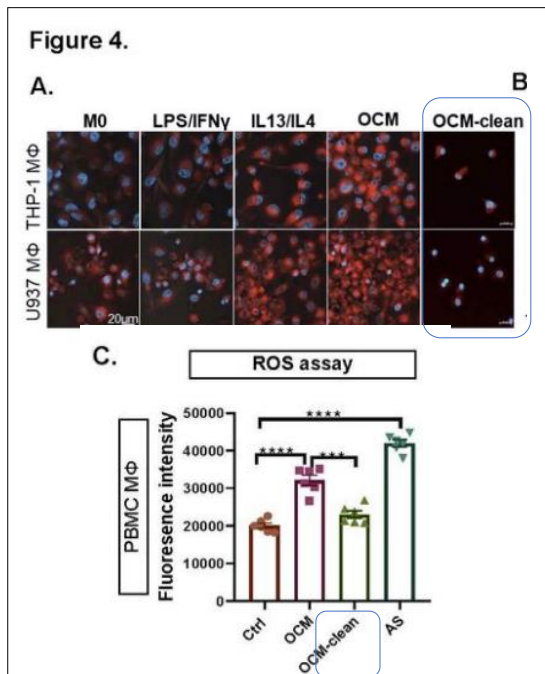 Figure 4.
A.
B
M0 LPS/IFNγ IL13/IL4 OCM OCM-clean
THP-1 MΦ
U937 MΦ
20µm
C.
ROS assay
PBMC MΦ
Fluoresence intensity
50000
40000
30000
20000
10000
0
****
**** ***
Ctrl OCM OCM-clean AS